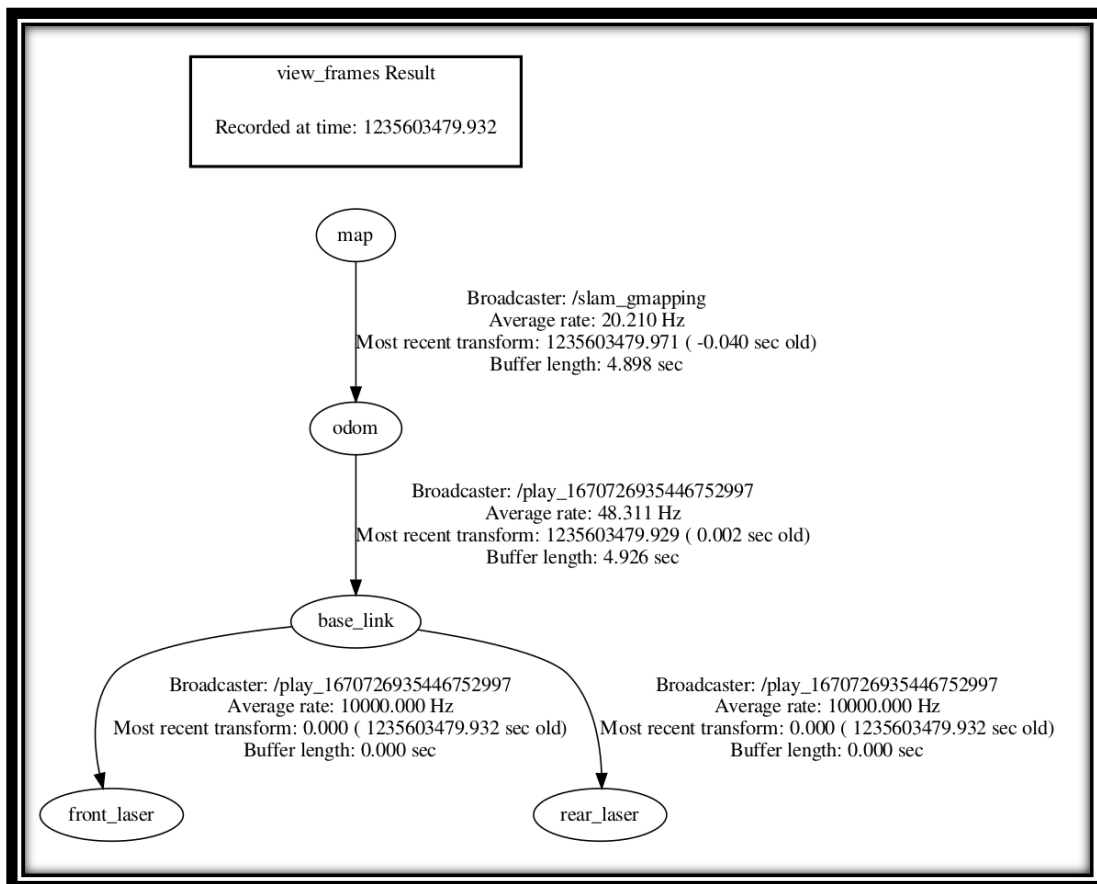 view_frames Result
Recorded at time: 1235603479.932
map
Broadcaster: /slam_gmapping
Average rate: 20.210 Hz
Most recent transform: 1235603479.971 ( -0.040 sec old)
Buffer length: 4.898 sec
odom
Broadcaster: /play_1670726935446752997
Average rate: 48.311 Hz
Most recent transform: 1235603479.929 ( 0.002 sec old)
Buffer length: 4.926 sec
base_link
Broadcaster: /play_1670726935446752997
Average rate: 10000.000 Hz
Most recent transform: 0.000 ( 1235603479.932 sec old)
Buffer length: 0.000 sec
Broadcaster: /play_1670726935446752997
Average rate: 10000.000 Hz
Most recent transform: 0.000 ( 1235603479.932 sec old)
Buffer length: 0.000 sec
front_laser
rear_laser